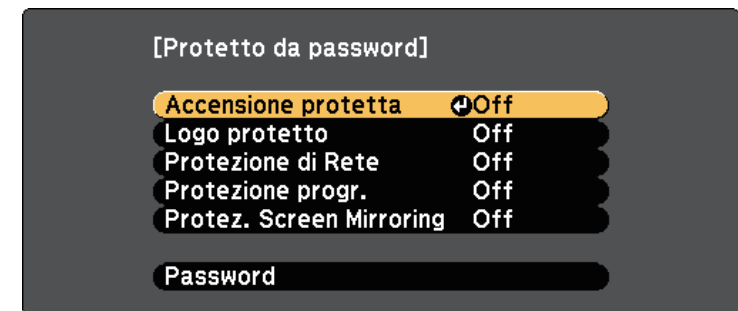 [Protetto da password]
Accensione protetta Off
Logo protetto Off
Protezione di Rete Off
Protezione progr. Off
Protez. Screen Mirroring Off
Password